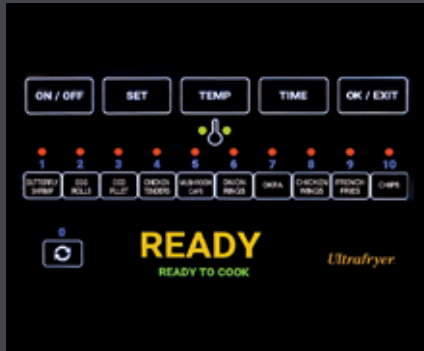 ON / OFF SET TEMP TIME OK / EXIT
1 2 3 4 5 6 7 8 9 10
BUTTERFLY SHRIMP
EGG ROLLS
COD FILLET
CHICKEN TENDERS
MUSHROOM CAPS
ONION RINGS
OKRA
CHICKEN WINGS
FRENCH FRIES
CHIPS
0
READY
READY TO COOK
Ultrafryer